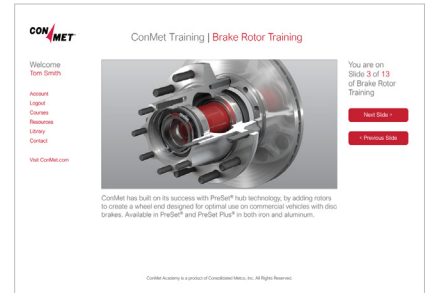 CONMET
ConMet Training | Brake Rotor Training
Welcome
Tom Smith
Account
Logout
Courses
Resources
Library
Contact
Visit ConMet.com
You are on
Slide 3 of 13
of Brake Rotor
Training
Next Slide >
< Previous Slide
ConMet has built on its success with PreSet® hub technology, by adding rotors
to create a wheel end designed for optimal use on commercial vehicles with disc
brakes. Available in PreSet® and PreSet Plus® in both iron and aluminum.
ConMet Academy is a product of Consolidated Metco, Inc. All Rights Reserved.